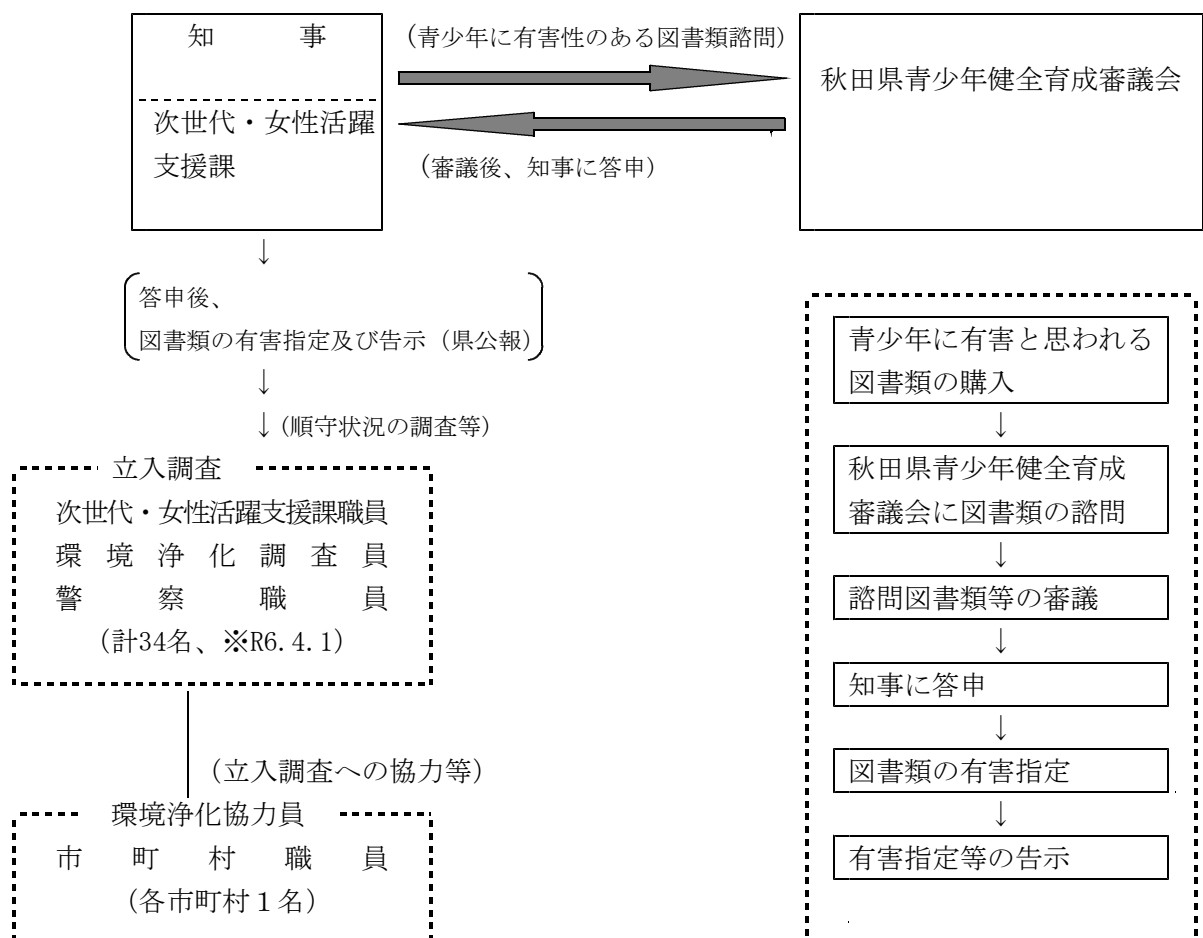 知　　　事
次世代・女性活躍
支援課
（青少年に有害性のある図書類諮問）
（審議後、知事に答申）
秋田県青少年健全育成審議会
↓
答申後、
図書類の有害指定及び告示（県公報）
↓
↓（順守状況の調査等）
立入調査
次世代・女性活躍支援課職員
環　境　浄　化　調　査　員
警　　　察　　　職　　　員
（計34名、※R6.4.1）
（立入調査への協力等）
環境浄化協力員
市　　町　　村　　職　　員
（各市町村１名）
青少年に有害と思われる
図書類の購入
↓
秋田県青少年健全育成
審議会に図書類の諮問
↓
諮問図書類等の審議
↓
知事に答申
↓
図書類の有害指定
↓
有害指定等の告示